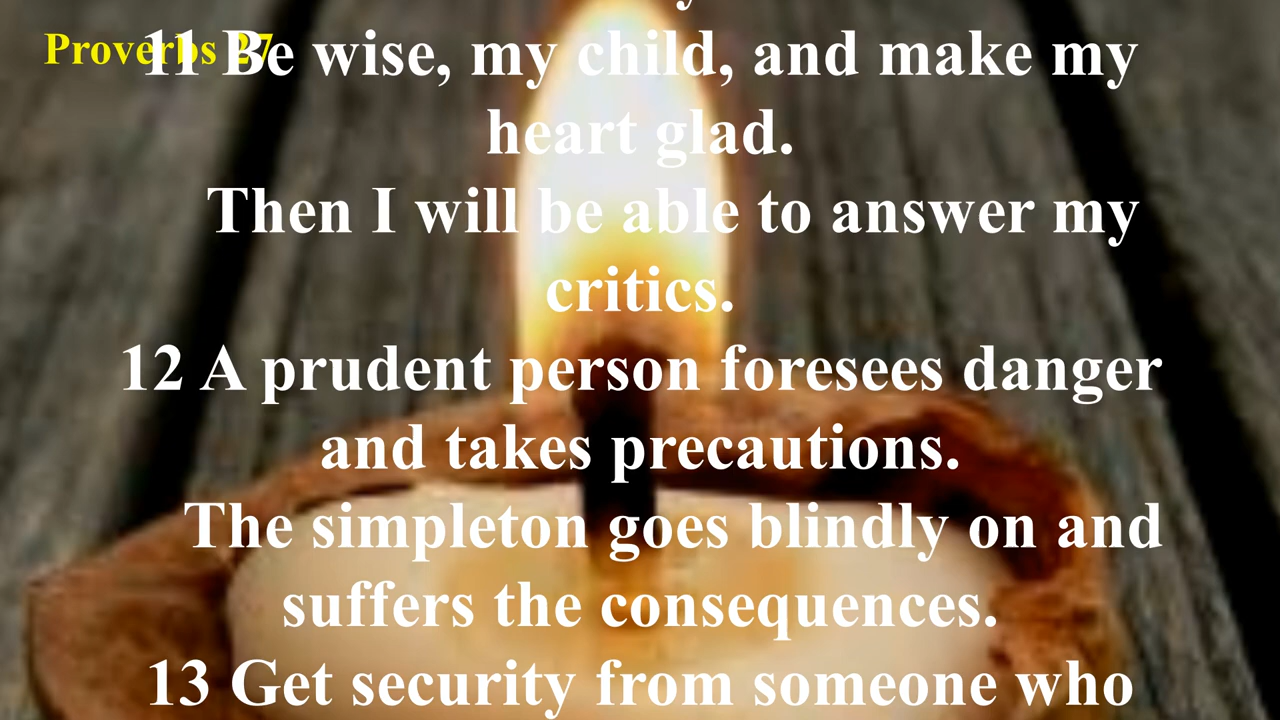 Proverbs 27
11 Be wise, my child, and make my
heart glad.
Then I will be able to answer my
critics.
12 A prudent person foresees danger
and takes precautions.
The simpleton goes blindly on and
suffers the consequences.
13 Get security from someone who